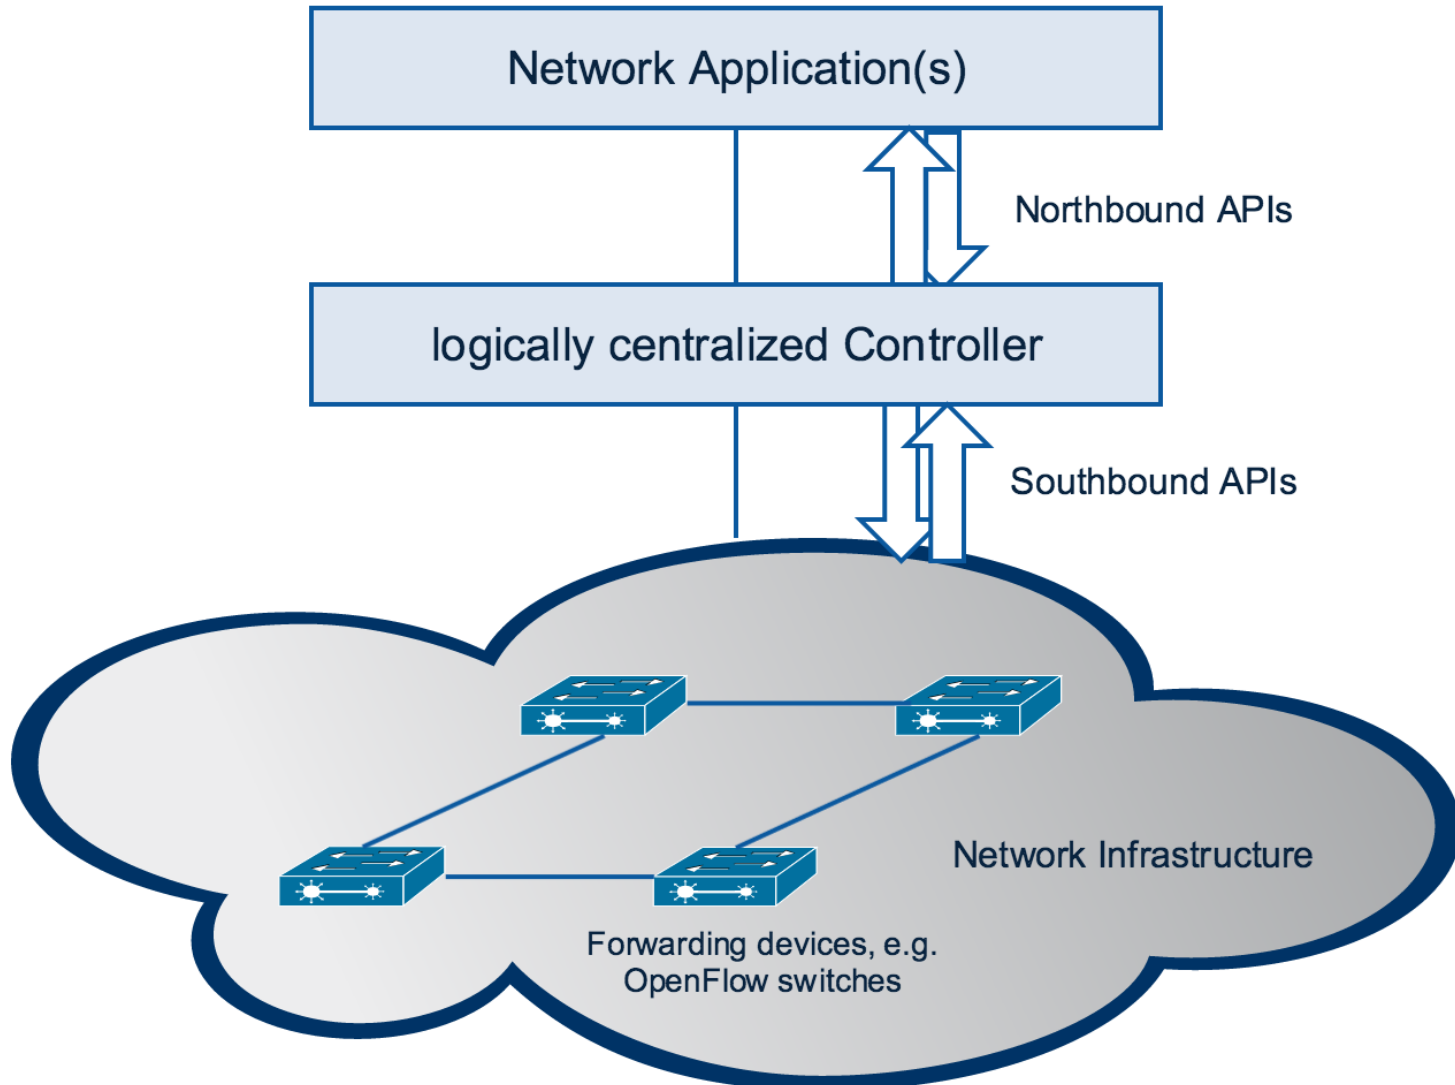 Network Application(s)
Northbound APIs
logically centralized Controller
Southbound APIs
Network Infrastructure
Forwarding devices, e.g.
OpenFlow switches